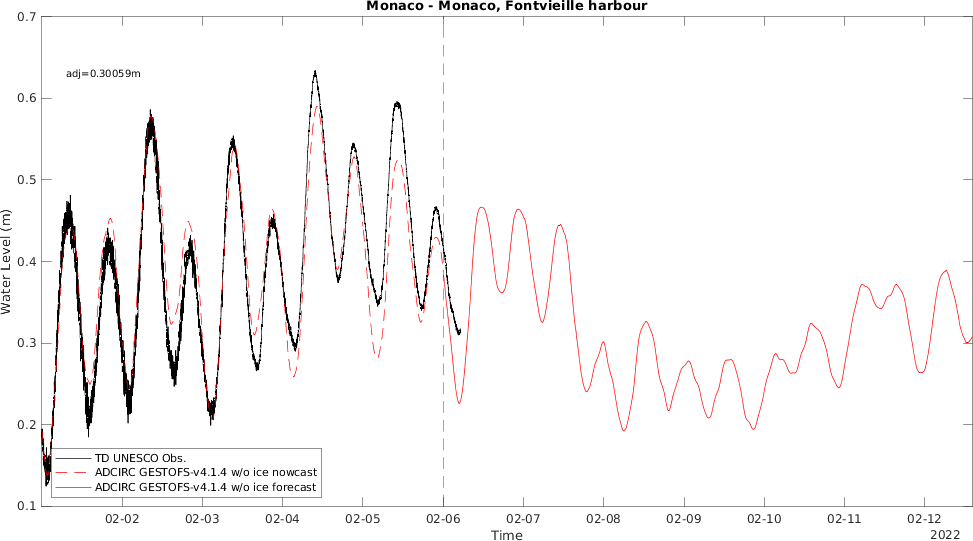 Monaco - Monaco, Fontvieille harbour
0.7
0.6
0.5
0.4
0.3
0.2
0.1
Water Level (m)
adj=0.30059m
TD UNESCO Obs.
ADCIRC GESTOFS-v4.1.4 w/o ice nowcast
ADCIRC GESTOFS-v4.1.4 w/o ice forecast
02-02 02-03 02-04 02-05 02-06 02-07 02-08 02-09 02-10 02-11 02-12
Time
2022